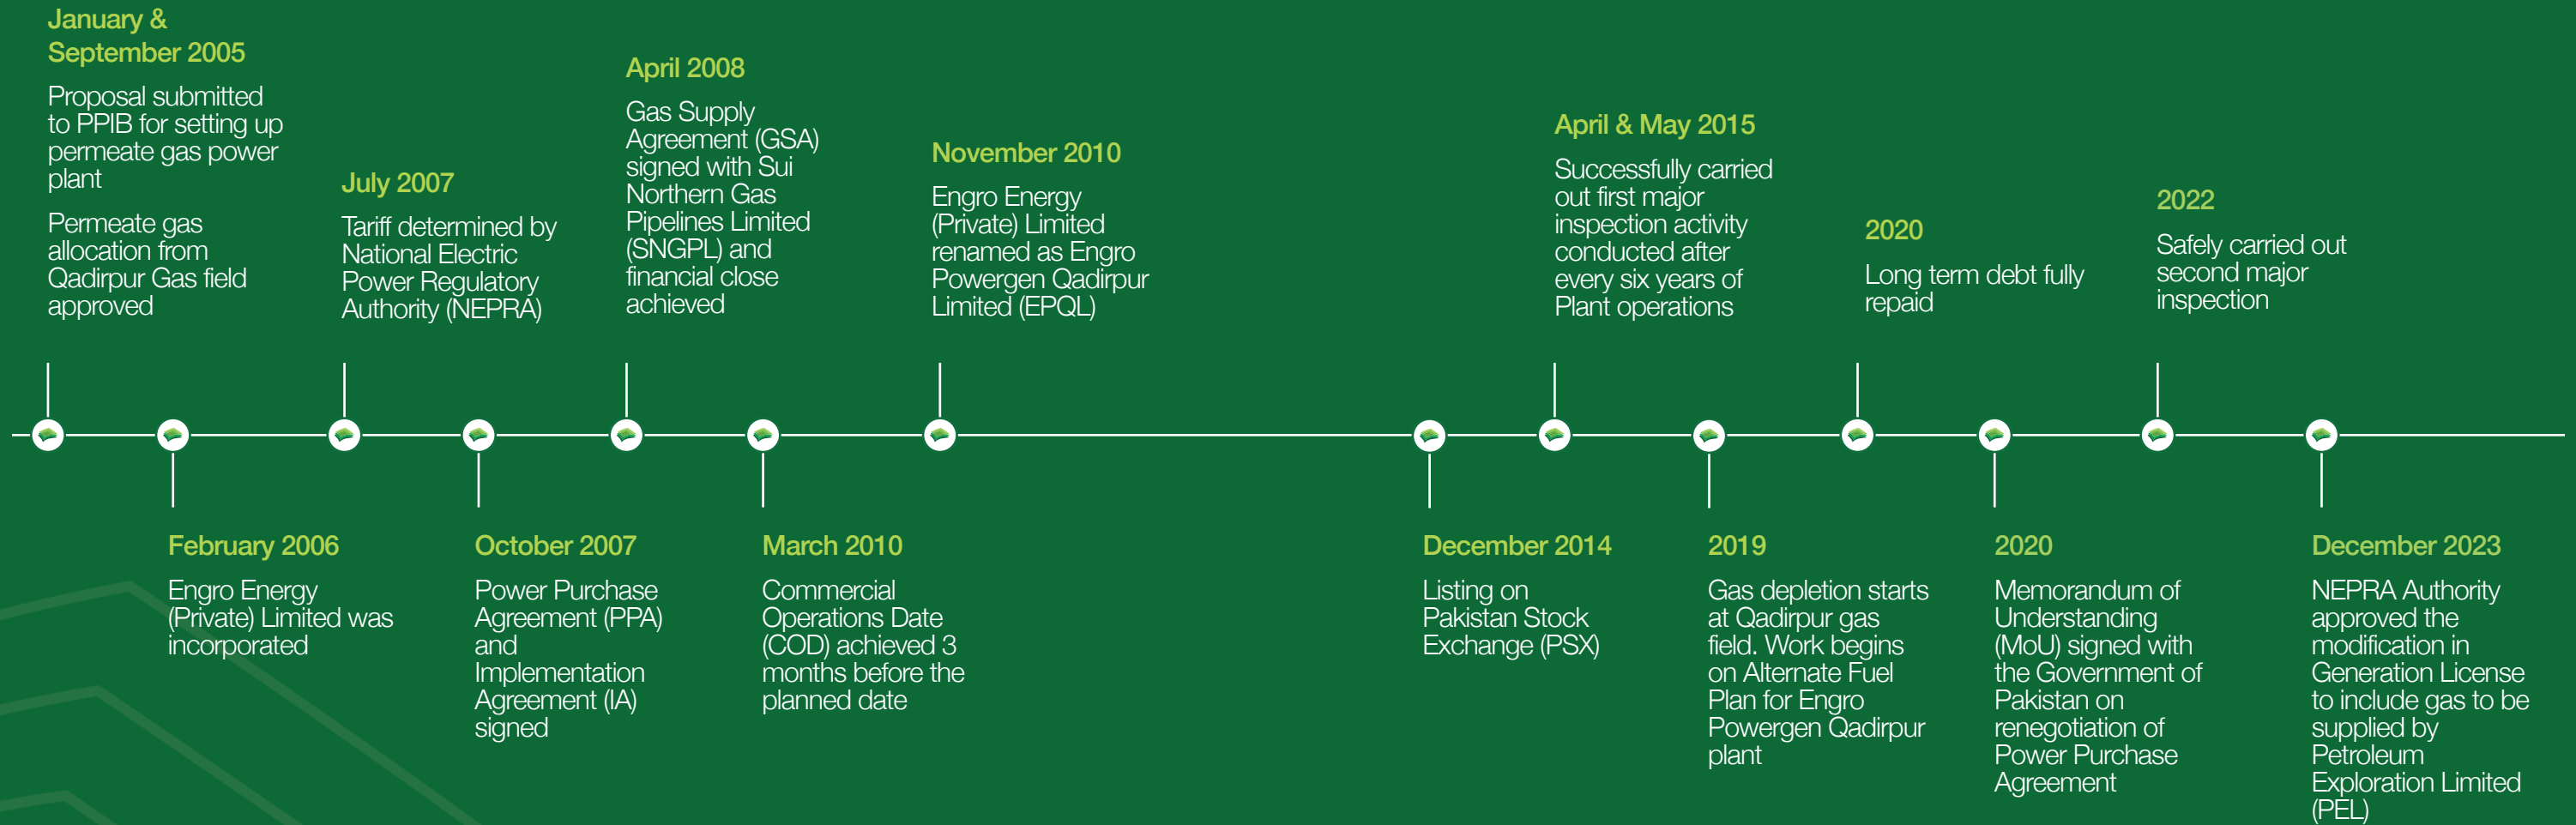 January &
September 2005
Proposal submitted
to PPIB for setting up
permeate gas power
plant
Permeate gas
allocation from
Qadirpur Gas field
approved
February 2006
Engro Energy
(Private) Limited was
incorporated
July 2007
Tariff determined by
National Electric
Power Regulatory
Authority (NEPRA)
October 2007
Power Purchase
Agreement (PPA)
and
Implementation
Agreement (IA)
signed
April 2008
Gas Supply
Agreement (GSA)
signed with Sui
Northern Gas
Pipelines Limited
(SNGPL) and
financial close
achieved
March 2010
Commercial
Operations Date
(COD) achieved 3
months before the
planned date
November 2010
Engro Energy
(Private) Limited
renamed as Engro
Powergen Qadirpur
Limited (EPQL)
December 2014
Listing on
Pakistan Stock
Exchange (PSX)
April & May 2015
Successfully carried
out first major
inspection activity
conducted after
every six years of
Plant operations
2019
Gas depletion starts
at Qadirpur gas
field. Work begins
on Alternate Fuel
Plan for Engro
Powergen Qadirpur
plant
2020
Long term debt fully
repaid
2020
Memorandum of
Understanding
(MoU) signed with
the Government of
Pakistan on
renegotiation of
Power Purchase
Agreement
2022
Safely carried out
second major
inspection
December 2023
NEPRA Authority
approved the
modification in
Generation License
to include gas to be
supplied by
Petroleum
Exploration Limited
(PEL)